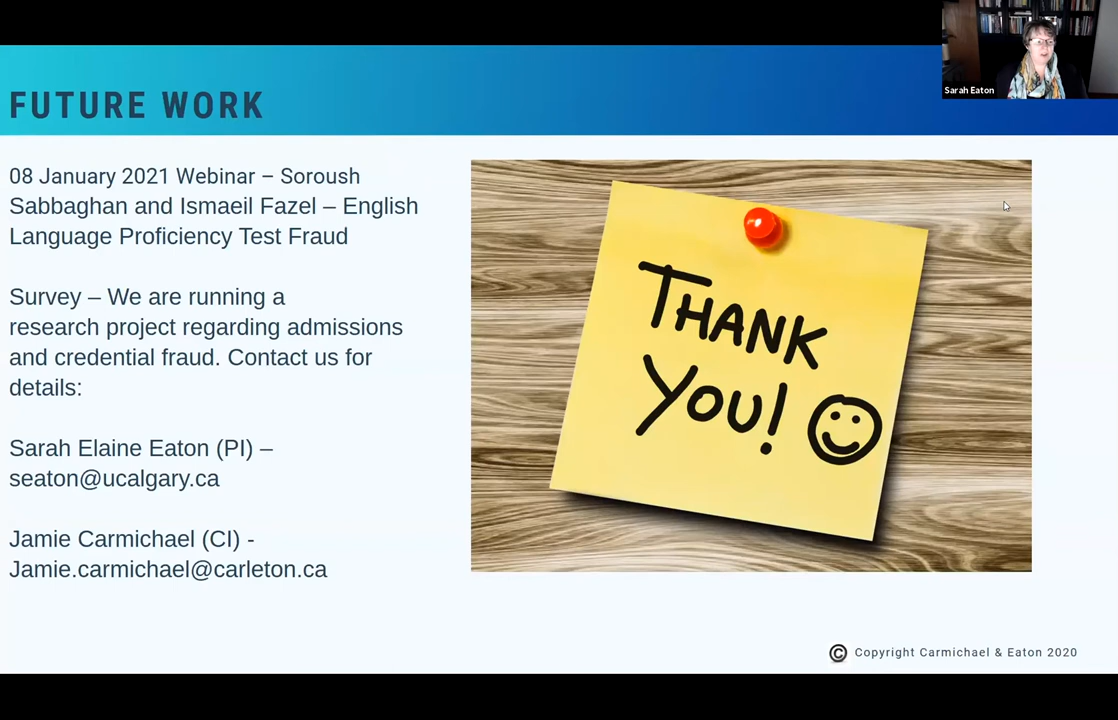 Sarah Eaton
FUTURE WORK
08 January 2021 Webinar – Soroush
Sabbaghan and Ismaeil Fazel – English
Language Proficiency Test Fraud
Survey – We are running a
research project regarding admissions
and credential fraud. Contact us for
details:
Sarah Elaine Eaton (PI) –
seaton@ucalgary.ca
Jamie Carmichael (CI) -
Jamie.carmichael@carleton.ca
THANK
YOU!
© Copyright Carmichael & Eaton 2020